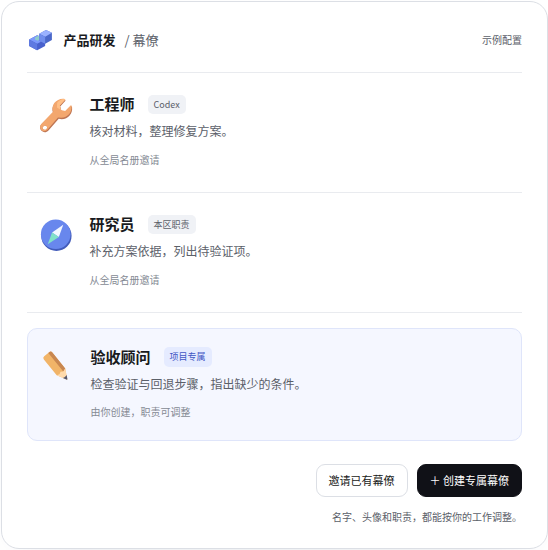 产品研发 / 幕僚 示例配置
工程师 Codex
核对材料，整理修复方案。
从全局名册邀请
研究员 本区职责
补充方案依据，列出待验证项。
从全局名册邀请
验收顾问 项目专属
检查验证与回退步骤，指出缺少的条件。
由你创建，职责可调整
邀请已有幕僚 ＋ 创建专属幕僚
名字、头像和职责，都能按你的工作调整。